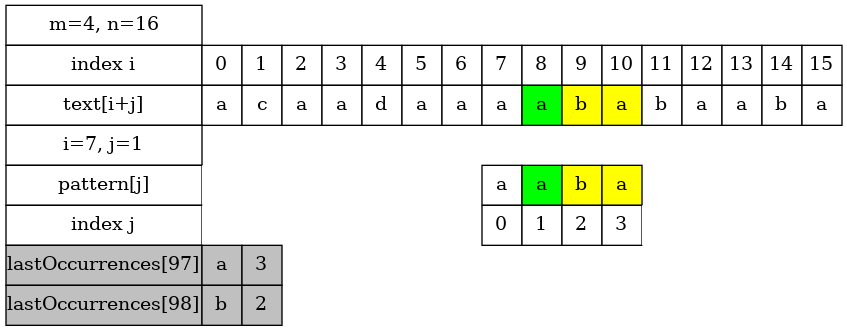 m=4, n=16
index i 0 1 2 3 4 5 6 7 8 9 10 11 12 13 14 15
text[i+j] a c a a d a a a a b a b a a b a
i=7, j=1
pattern[j] a a b a
index j 0 1 2 3
lastOccurrences[97] a 3
lastOccurrences[98] b 2